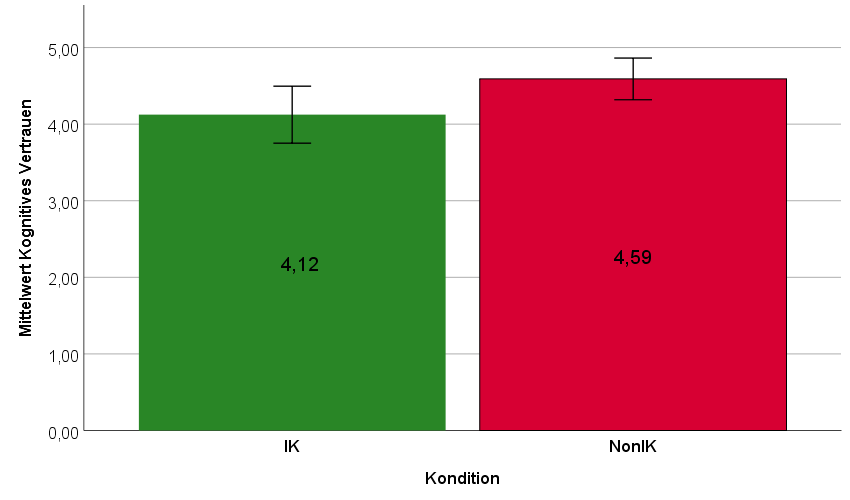 Mittelwert Kognitives Vertrauen
5,00
4,00
3,00
2,00
1,00
0,00
4,12
4,59
IK
NonIK
Kondition